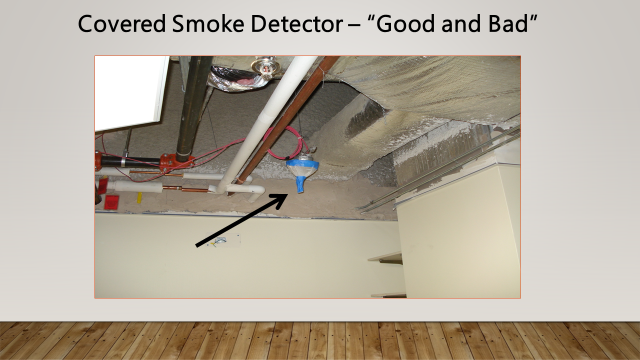 Covered Smoke Detector – “Good and Bad”